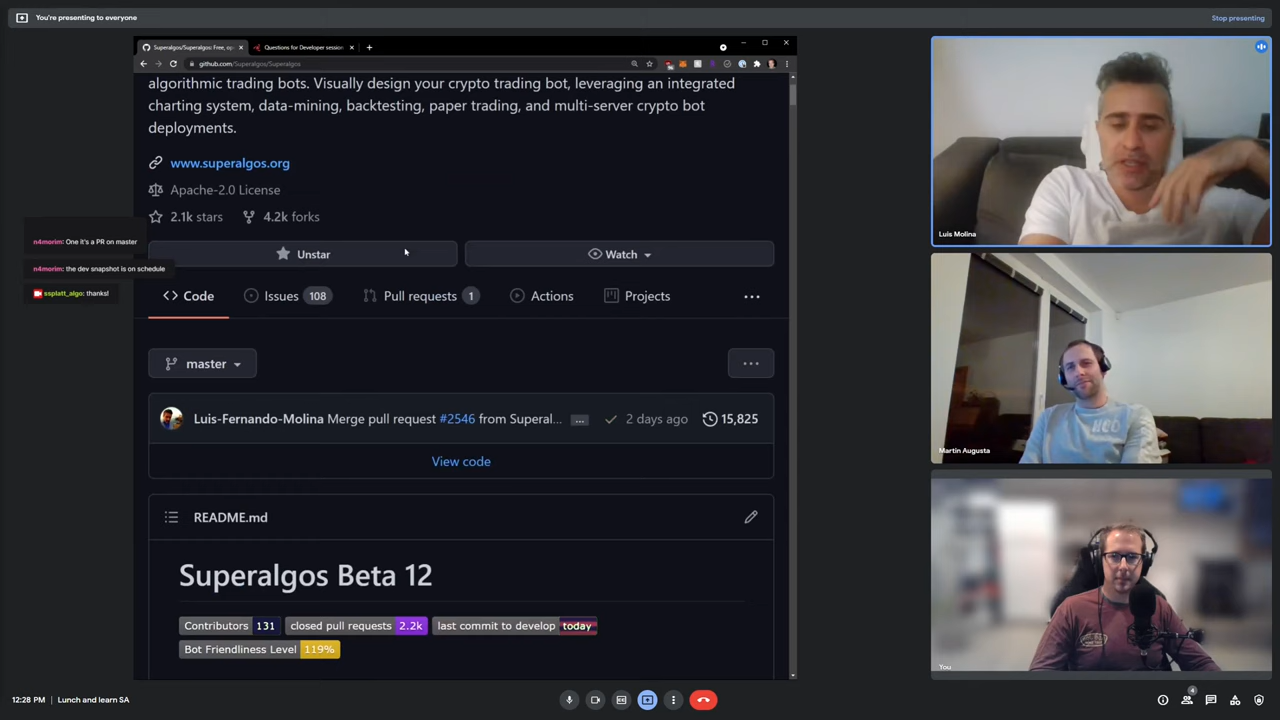 You're presenting to everyone
Stop presenting
Superalgos/Superalgos: Free, op
Questions for Developer session
github.com/Superalgos/Superalgos
algorithmic trading bots. Visually design your crypto trading bot, leveraging an integrated
charting system, data-mining, backtesting, paper trading, and multi-server crypto bot
deployments.
www.superalgos.org
Apache-2.0 License
2.1k stars 4.2k forks
Unstar Watch
Code Issues 108 Pull requests 1 Actions Projects
master
Luis-Fernando-Molina Merge pull request #2546 from Superal... 2 days ago 15,825
View code
README.md
Superalgos Beta 12
Contributors 131 closed pull requests 2.2k last commit to develop today
Bot Friendliness Level 119%
n4morim: One it's a PR on master
n4morim: the dev snapshot is on schedule
ssplatt_algo: thanks!
Luis Molina
Martin Augusta
You
12:28 PM Lunch and learn SA
4